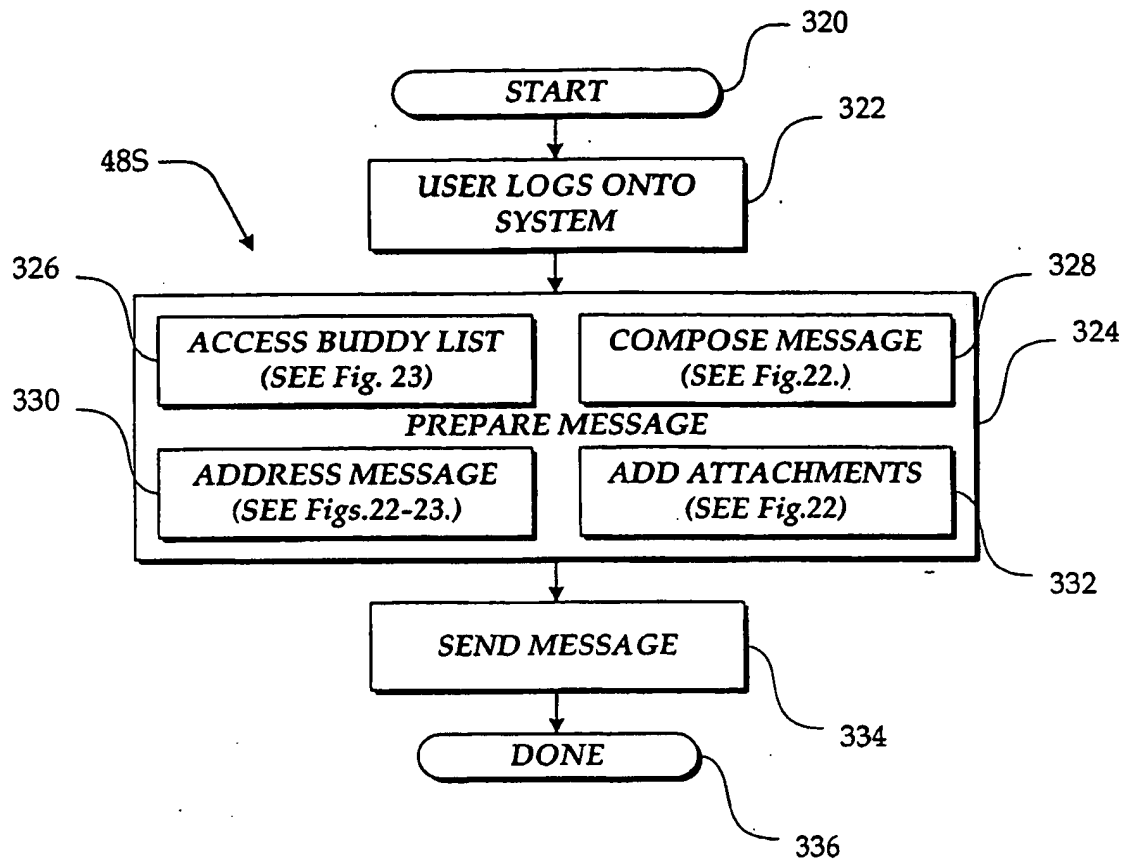 320
START
322
48S
USER LOGS ONTO
SYSTEM
326
328
ACCESS BUDDY LIST
(SEE Fig. 23)
COMPOSE MESSAGE
(SEE Fig.22.)
324
330
PREPARE MESSAGE
ADDRESS MESSAGE
(SEE Figs.22-23.)
ADD ATTACHMENTS
(SEE Fig.22)
332
SEND MESSAGE
334
DONE
336